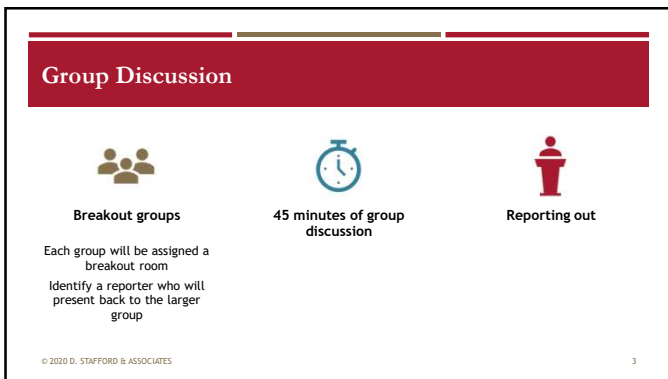 Group Discussion
Breakout groups
Each group will be assigned a
breakout room
Identify a reporter who will
present back to the larger
group
45 minutes of group
discussion
Reporting out
© 2020 D. STAFFORD & ASSOCIATES
3